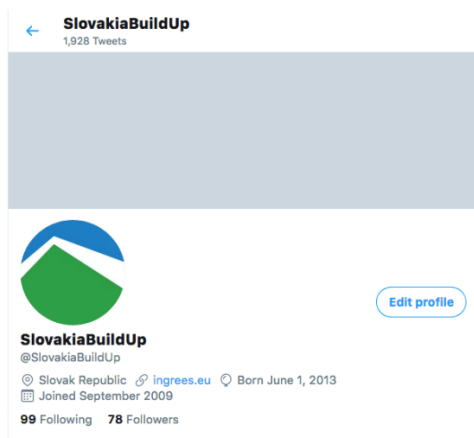 SlovakiaBuildUp
1,928 Tweets
Edit profile
SlovakiaBuildUp
@SlovakiaBuildUp
Slovak Republic ingrees.eu Born June 1, 2013
Joined September 2009
99 Following 78 Followers